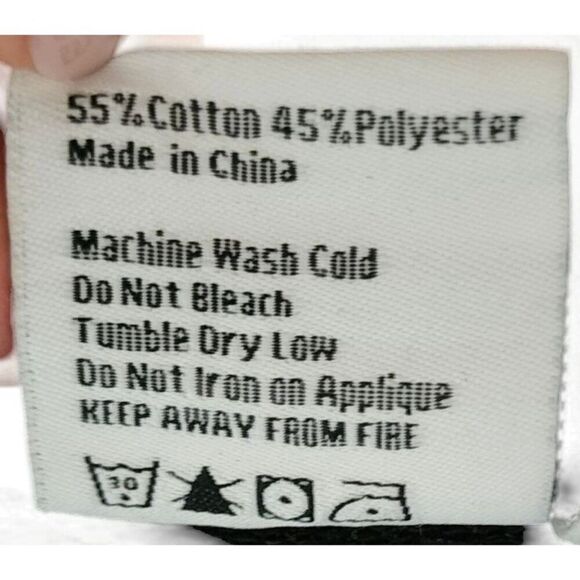 55%Cotton 45%Polyester
Made in China
Machine Wash Cold
Do Not Bleach
Tumble Dry Low
Do Not Iron on Applique
KEEP AWAY FROM FIRE
30